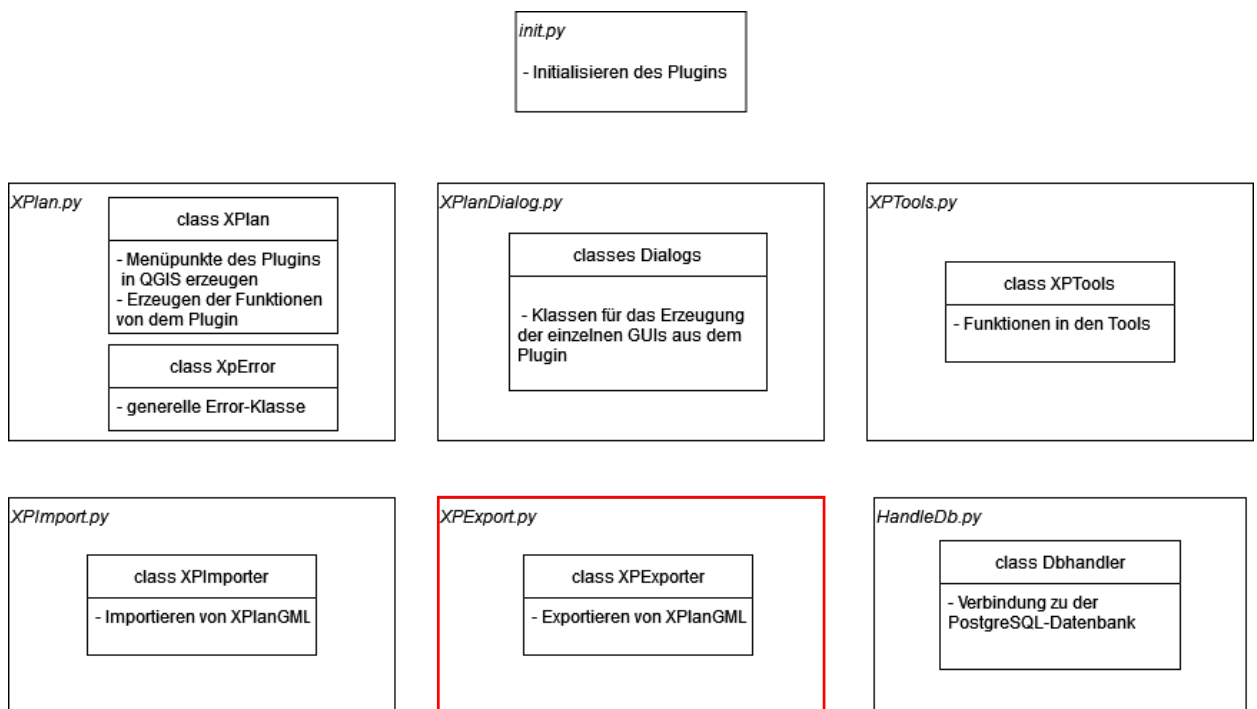 init.py
- Initialisieren des Plugins
XPlan.py
class XPlan
- Menüpunkte des Plugins
in QGIS erzeugen
- Erzeugen der Funktionen
von dem Plugin
class XpError
- generelle Error-Klasse
XPlanDialog.py
classes Dialogs
- Klassen für das Erzeugung
der einzelnen GUIs aus dem
Plugin
XPTools.py
class XPTools
- Funktionen in den Tools
XPImport.py
class XPImporter
- Importieren von XPlanGML
XPExport.py
class XPExporter
- Exportieren von XPlanGML
HandleDb.py
class Dbhandler
- Verbindung zu der
PostgreSQL-Datenbank